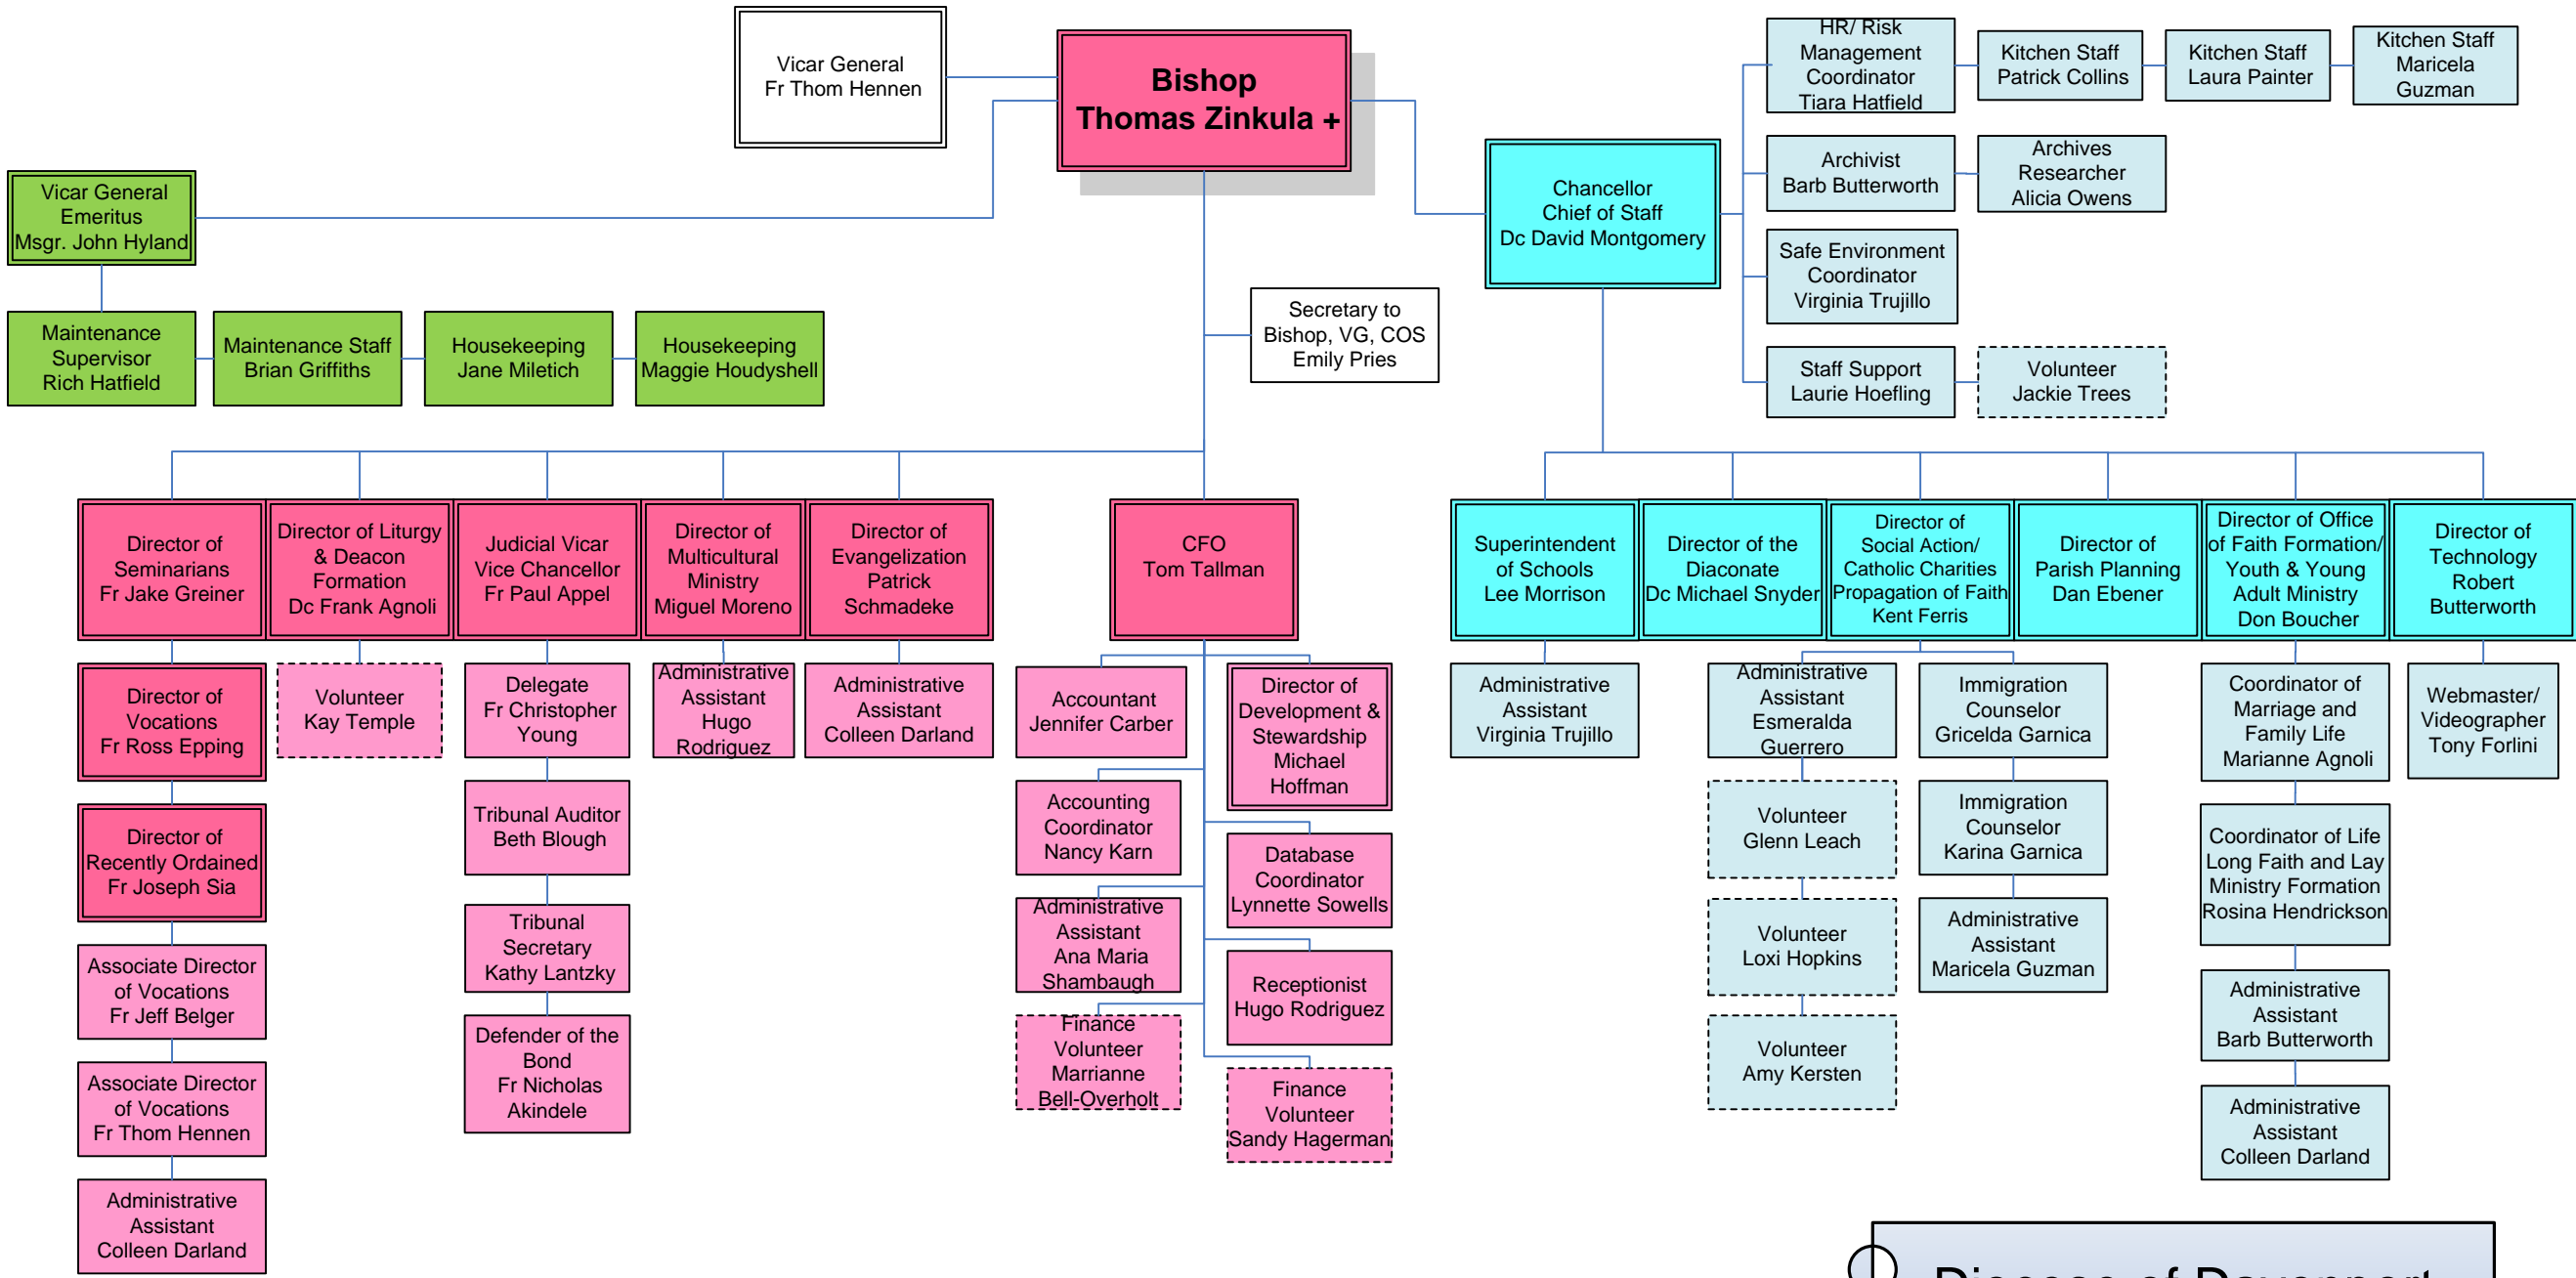 Vicar General
Fr Thom Hennen
Bishop
Thomas Zinkula +
HR/ Risk
Management
Coordinator
Tiara Hatfield
Kitchen Staff
Patrick Collins
Kitchen Staff
Laura Painter
Kitchen Staff
Maricela
Guzman
Archivist
Barb Butterworth
Archives
Researcher
Alicia Owens
Chancellor
Chief of Staff
Dc David Montgomery
Safe Environment
Coordinator
Virginia Trujillo
Staff Support
Laurie Hoefling
Volunteer
Jackie Trees
Vicar General
Emeritus
Msgr. John Hyland
Maintenance
Supervisor
Rich Hatfield
Maintenance Staff
Brian Griffiths
Housekeeping
Jane Miletich
Housekeeping
Maggie Houdyshell
Secretary to
Bishop, VG, COS
Emily Pries
Director of
Seminarians
Fr Jake Greiner
Director of Liturgy
& Deacon
Formation
Dc Frank Agnoli
Judicial Vicar
Vice Chancellor
Fr Paul Appel
Director of
Multicultural
Ministry
Miguel Moreno
Director of
Evangelization
Patrick
Schmadeke
CFO
Tom Tallman
Superintendent
of Schools
Lee Morrison
Director of the
Diaconate
Dc Michael Snyder
Director of
Social Action/
Catholic Charities
Propagation of Faith
Kent Ferris
Director of
Parish Planning
Dan Ebener
Director of Office
of Faith Formation/
Youth & Young
Adult Ministry
Don Boucher
Director of
Technology
Robert
Butterworth
Director of
Vocations
Fr Ross Epping
Director of
Recently Ordained
Fr Joseph Sia
Associate Director
of Vocations
Fr Jeff Belger
Associate Director
of Vocations
Fr Thom Hennen
Administrative
Assistant
Colleen Darland
Volunteer
Kay Temple
Delegate
Fr Christopher
Young
Tribunal Auditor
Beth Blough
Tribunal
Secretary
Kathy Lantzky
Defender of the
Bond
Fr Nicholas
Akindele
Administrative
Assistant
Hugo
Rodriguez
Administrative
Assistant
Colleen Darland
Accountant
Jennifer Carber
Accounting
Coordinator
Nancy Karn
Administrative
Assistant
Ana Maria
Shambaugh
Finance
Volunteer
Marrianne
Bell-Overholt
Director of
Development &
Stewardship
Michael
Hoffman
Database
Coordinator
Lynnette Sowells
Receptionist
Hugo Rodriguez
Finance
Volunteer
Sandy Hagerman
Administrative
Assistant
Virginia Trujillo
Administrative
Assistant
Esmeralda
Guerrero
Volunteer
Glenn Leach
Volunteer
Loxi Hopkins
Volunteer
Amy Kersten
Immigration
Counselor
Gricelda Garnica
Immigration
Counselor
Karina Garnica
Administrative
Assistant
Maricela Guzman
Coordinator of
Marriage and
Family Life
Marianne Agnoli
Coordinator of Life
Long Faith and Lay
Ministry Formation
Rosina Hendrickson
Administrative
Assistant
Barb Butterworth
Administrative
Assistant
Colleen Darland
Webmaster/
Videographer
Tony Forlini
Diocese of Davenport